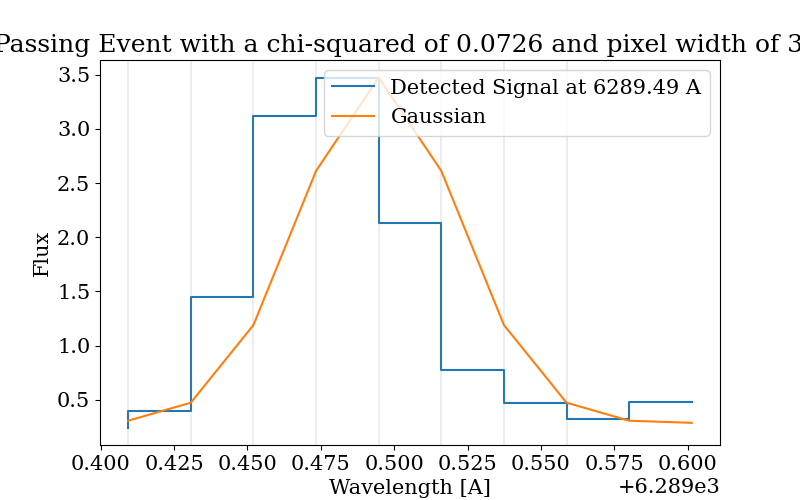 Passing Event with a chi-squared of 0.0726 and pixel width of 3
3.5
3.0
2.5
2.0
1.5
1.0
0.5
Flux
Detected Signal at 6289.49 A
Gaussian
0.400 0.425 0.450 0.475 0.500 0.525 0.550 0.575 0.600
Wavelength [A]
+6.289e3